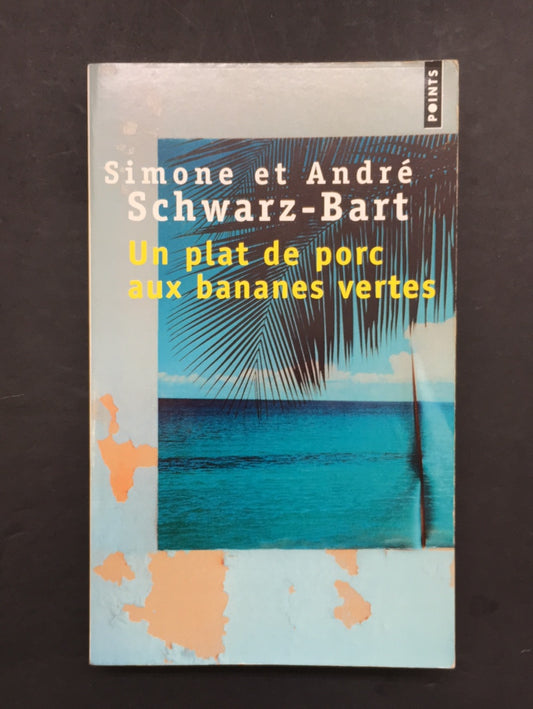 POINTS
Simone et André
Schwarz-Bart
Un plat de porc
aux bananes vertes